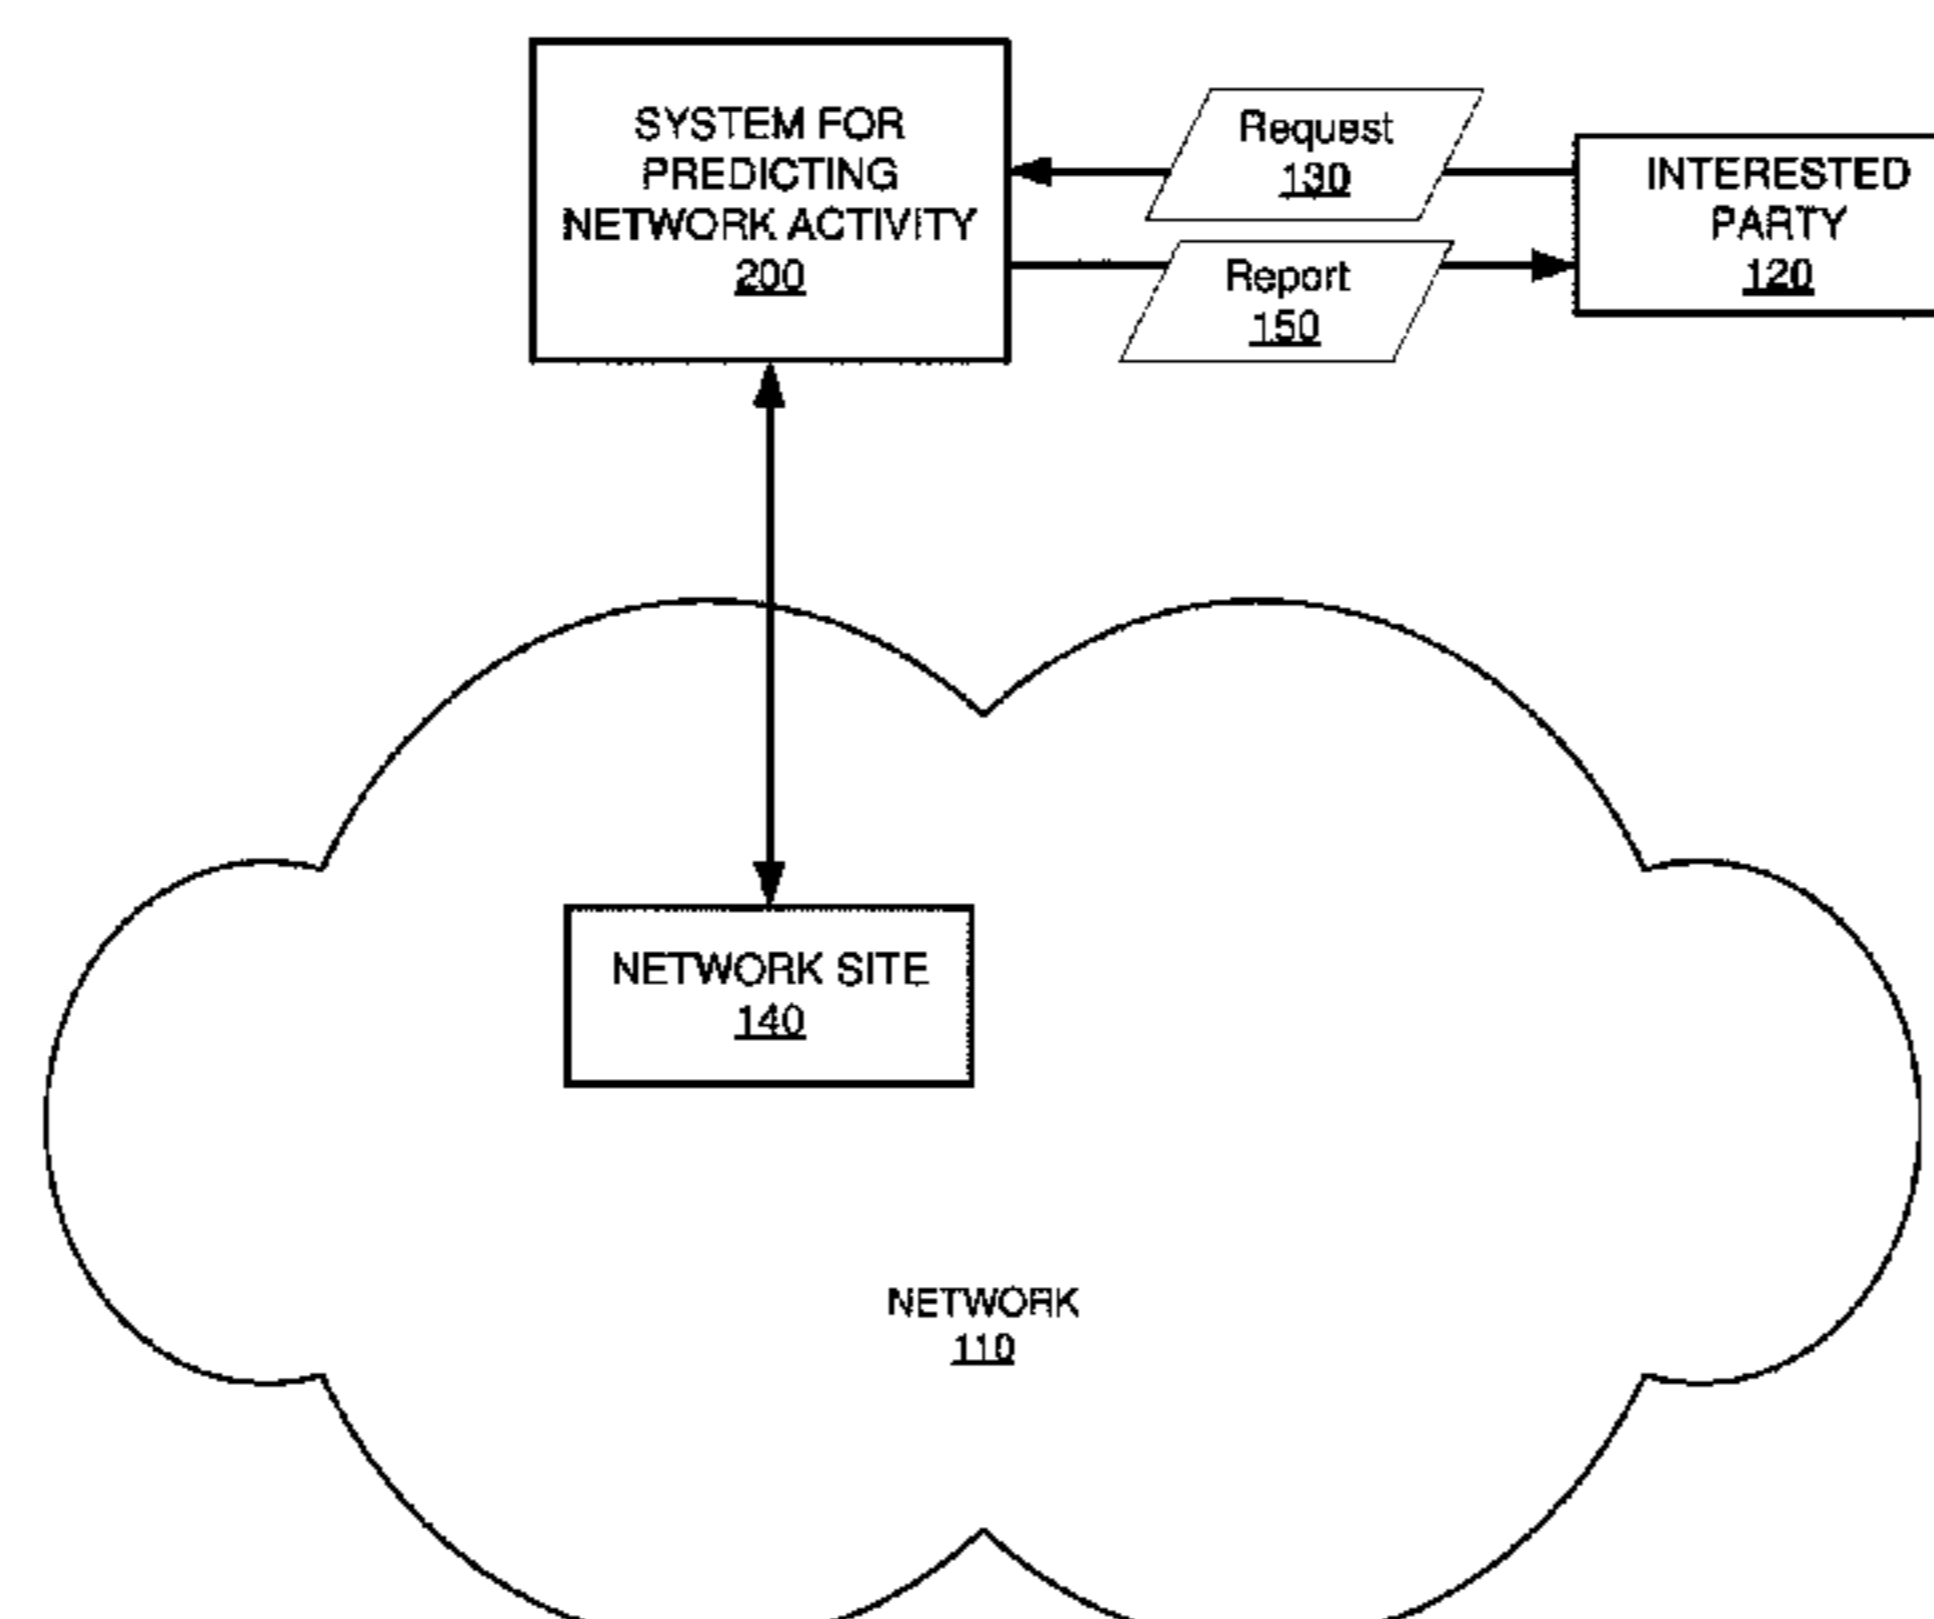 SYSTEM FOR
PREDICTING
NETWORK ACTIVITY
200
Request
130
Report
150
INTERESTED
PARTY
120
NETWORK SITE
140
NETWORK
110